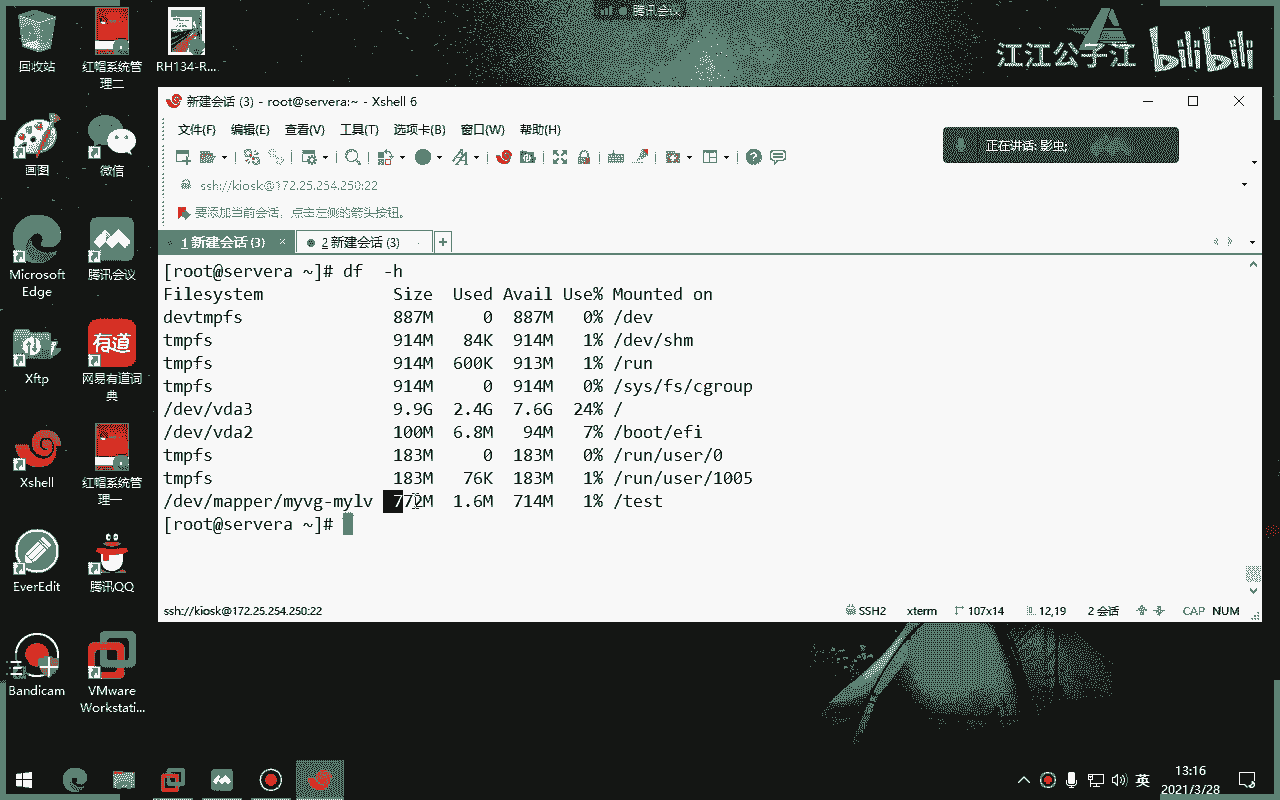 腾讯会议
江江公子江 bilibili
回收站
红帽系统管理二
RH134-R...
画图
微信
Microsoft Edge
腾讯会议
Xftp
网易有道词典
Xshell
红帽系统管理一
EverEdit
腾讯QQ
Bandicam
VMware Workstati...
新建会话 (3) - root@servera:~ - Xshell 6
文件(F) 编辑(E) 查看(V) 工具(T) 选项卡(B) 窗口(W) 帮助(H)
正在讲话: 影虫;
ssh://kiosk@172.25.254.250:22
要添加当前会话，点击左侧的箭头按钮。
1 新建会话 (3) × 2 新建会话 (3) +
[root@servera ~]# df  -h
Filesystem Size Used Avail Use% Mounted on
devtmpfs 887M 0 887M 0% /dev
tmpfs 914M 84K 914M 1% /dev/shm
tmpfs 914M 600K 913M 1% /run
tmpfs 914M 0 914M 0% /sys/fs/cgroup
/dev/vda3 9.9G 2.4G 7.6G 24% /
/dev/vda2 100M 6.8M 94M 7% /boot/efi
tmpfs 183M 0 183M 0% /run/user/0
tmpfs 183M 76K 183M 1% /run/user/1005
/dev/mapper/myvg-mylv 772M 1.6M 714M 1% /test
[root@servera ~]#
ssh://kiosk@172.25.254.250:22 SSH2 xterm 107x14 12,19 2 会话 CAP NUM
有道
英
13:16
2021/3/28